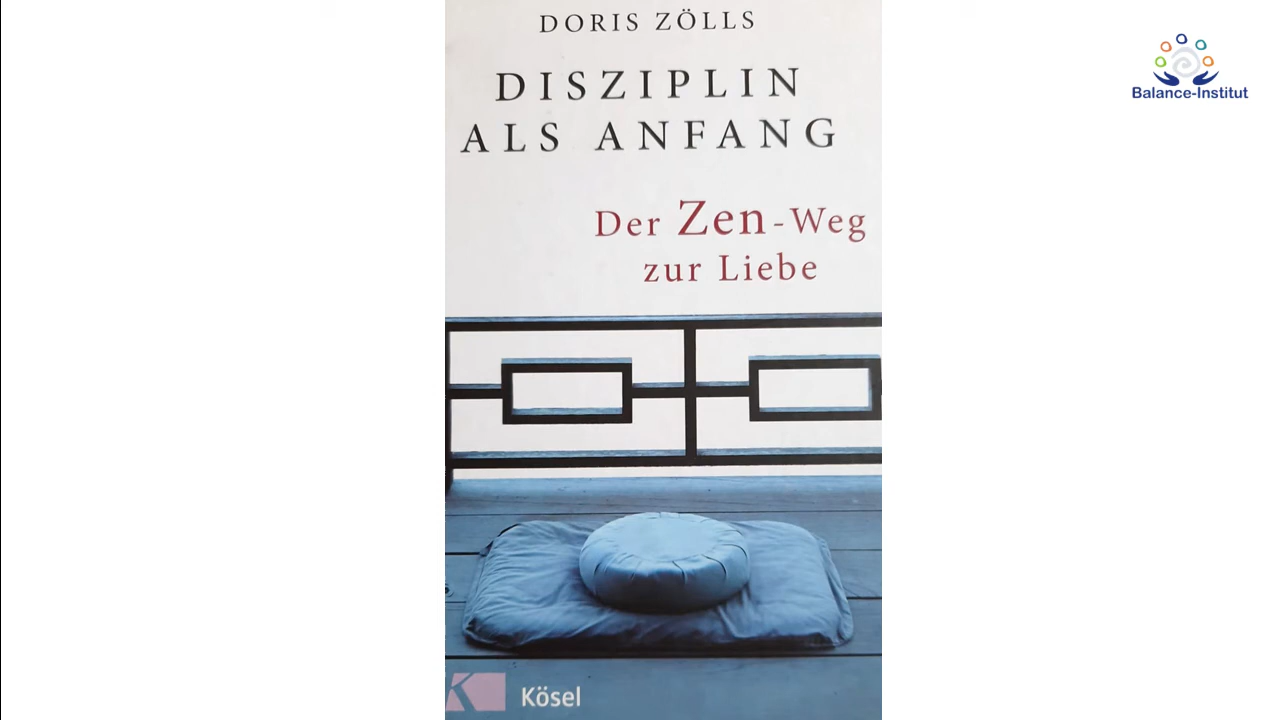 DORIS ZÖLLS
DISZIPLIN
ALS ANFANG
Der Zen-Weg
zur Liebe
K Kösel
Balance-Institut